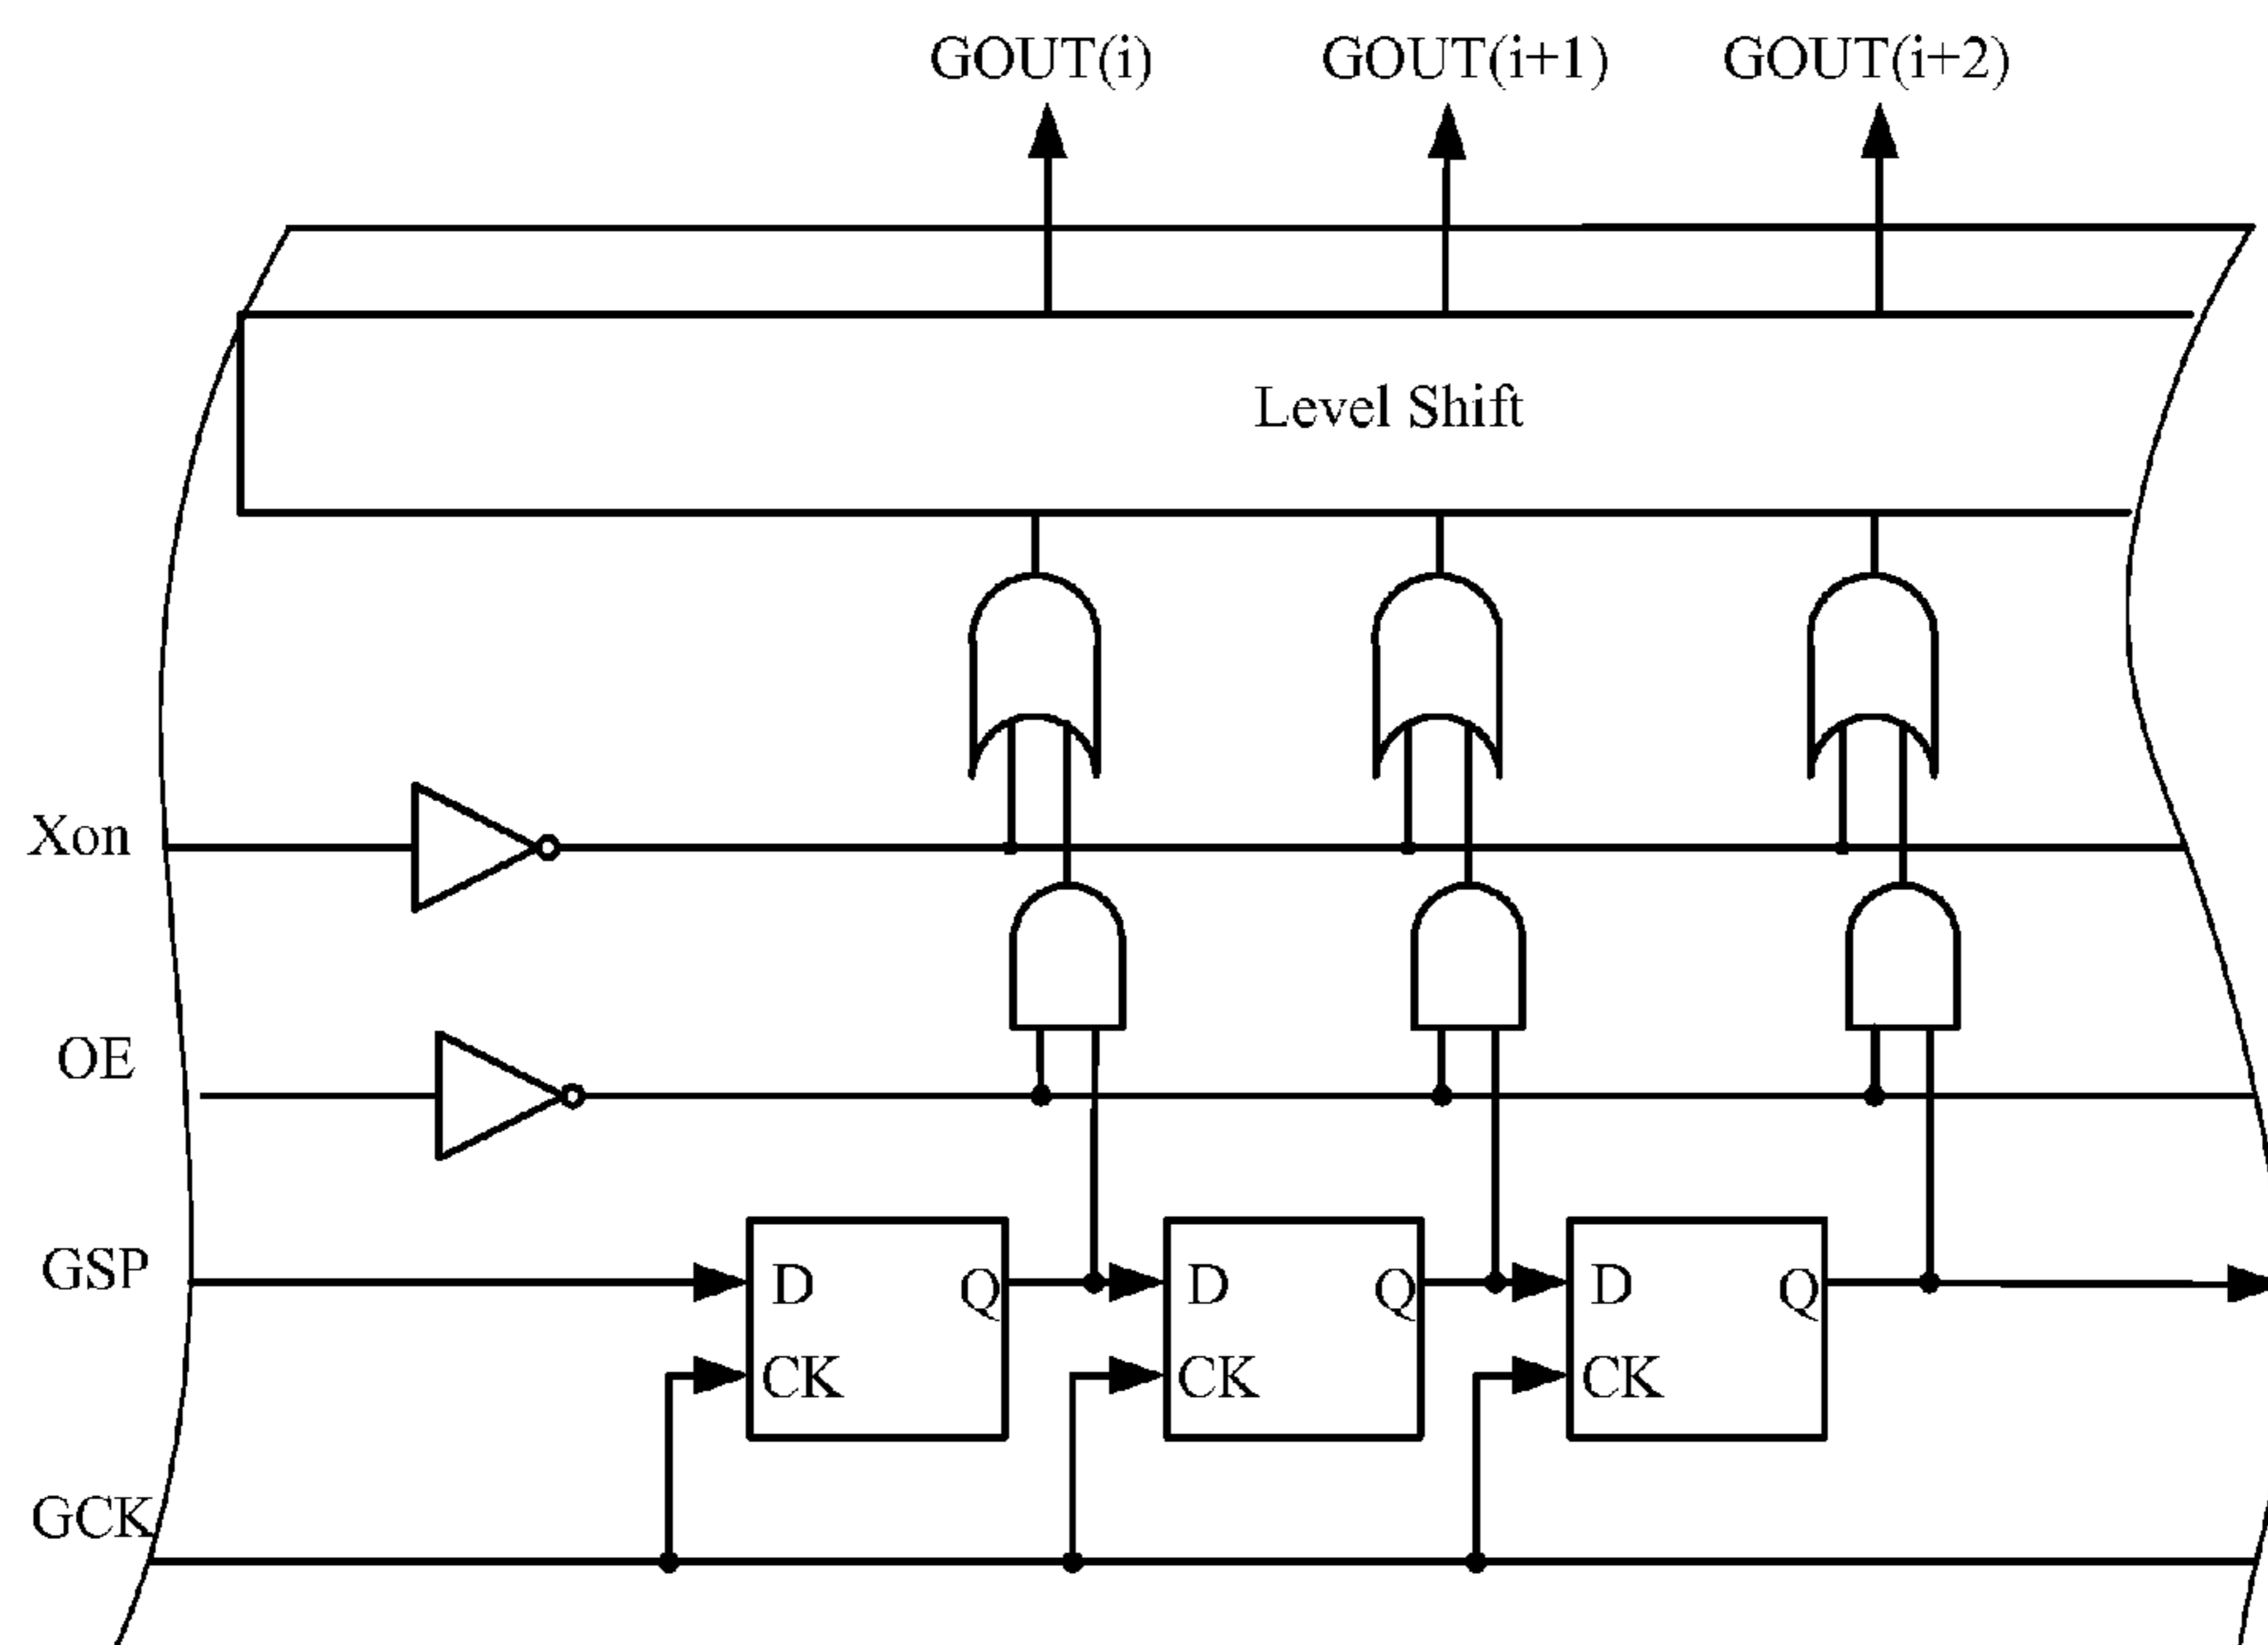 GOUT(i) GOUT(i+1) GOUT(i+2)
Level Shift
Xon
OE
GSP
D Q D Q D Q
CK CK CK
GCK